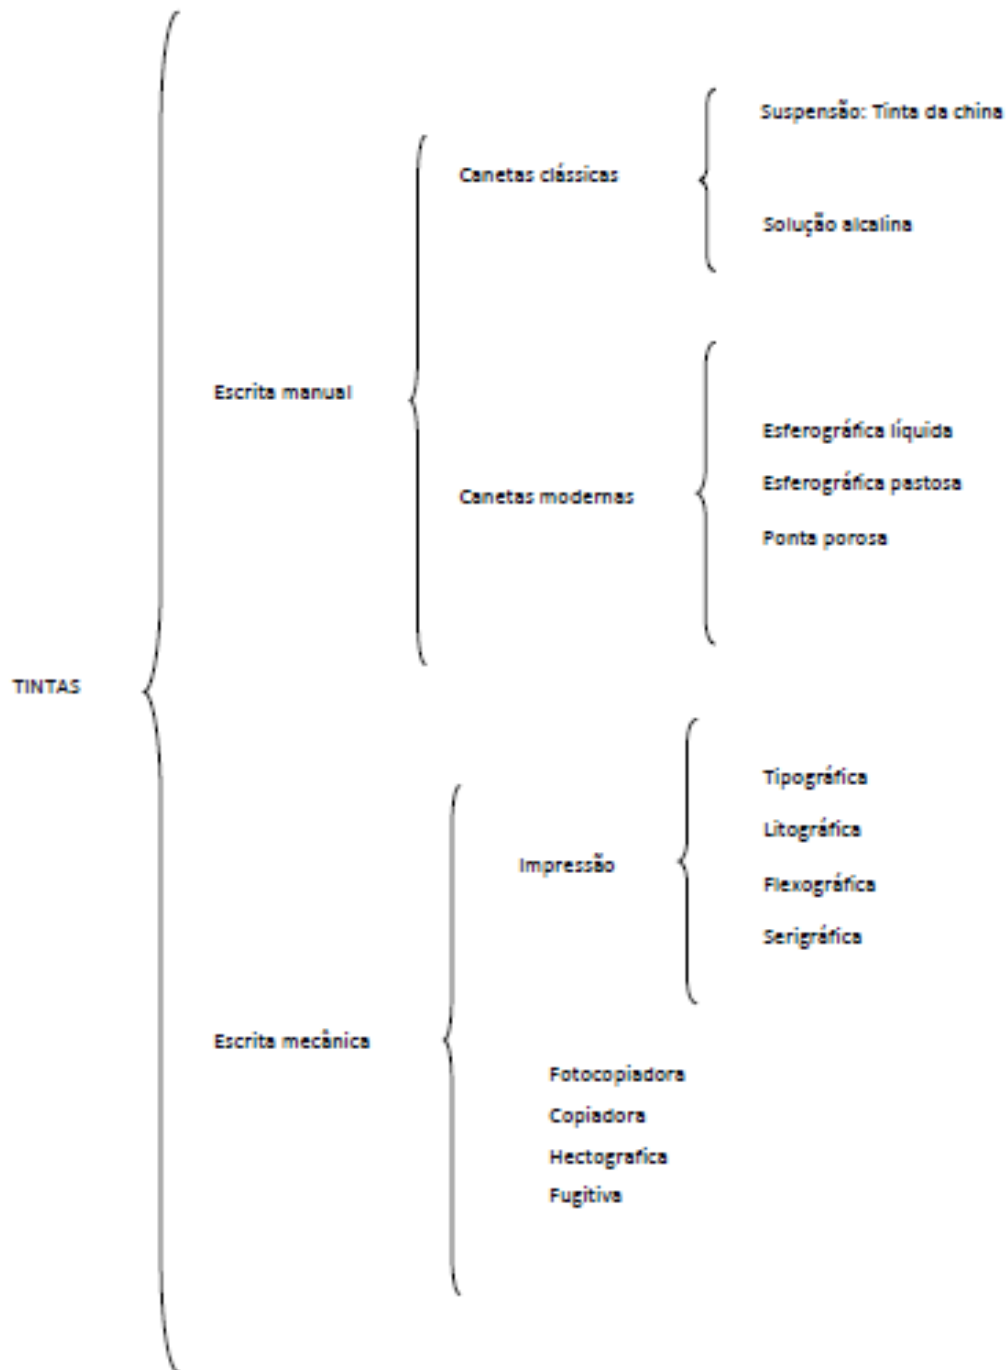 TINTAS
Escrita manual
Canetas clássicas
Suspensão: Tinta da china
Solução alcalina
Canetas modernas
Esferográfica líquida
Esferográfica pastosa
Ponta porosa
Escrita mecânica
Impressão
Tipográfica
Litográfica
Flexográfica
Serigráfica
Fotocopiadora
Copiadora
Hectografica
Fugitiva